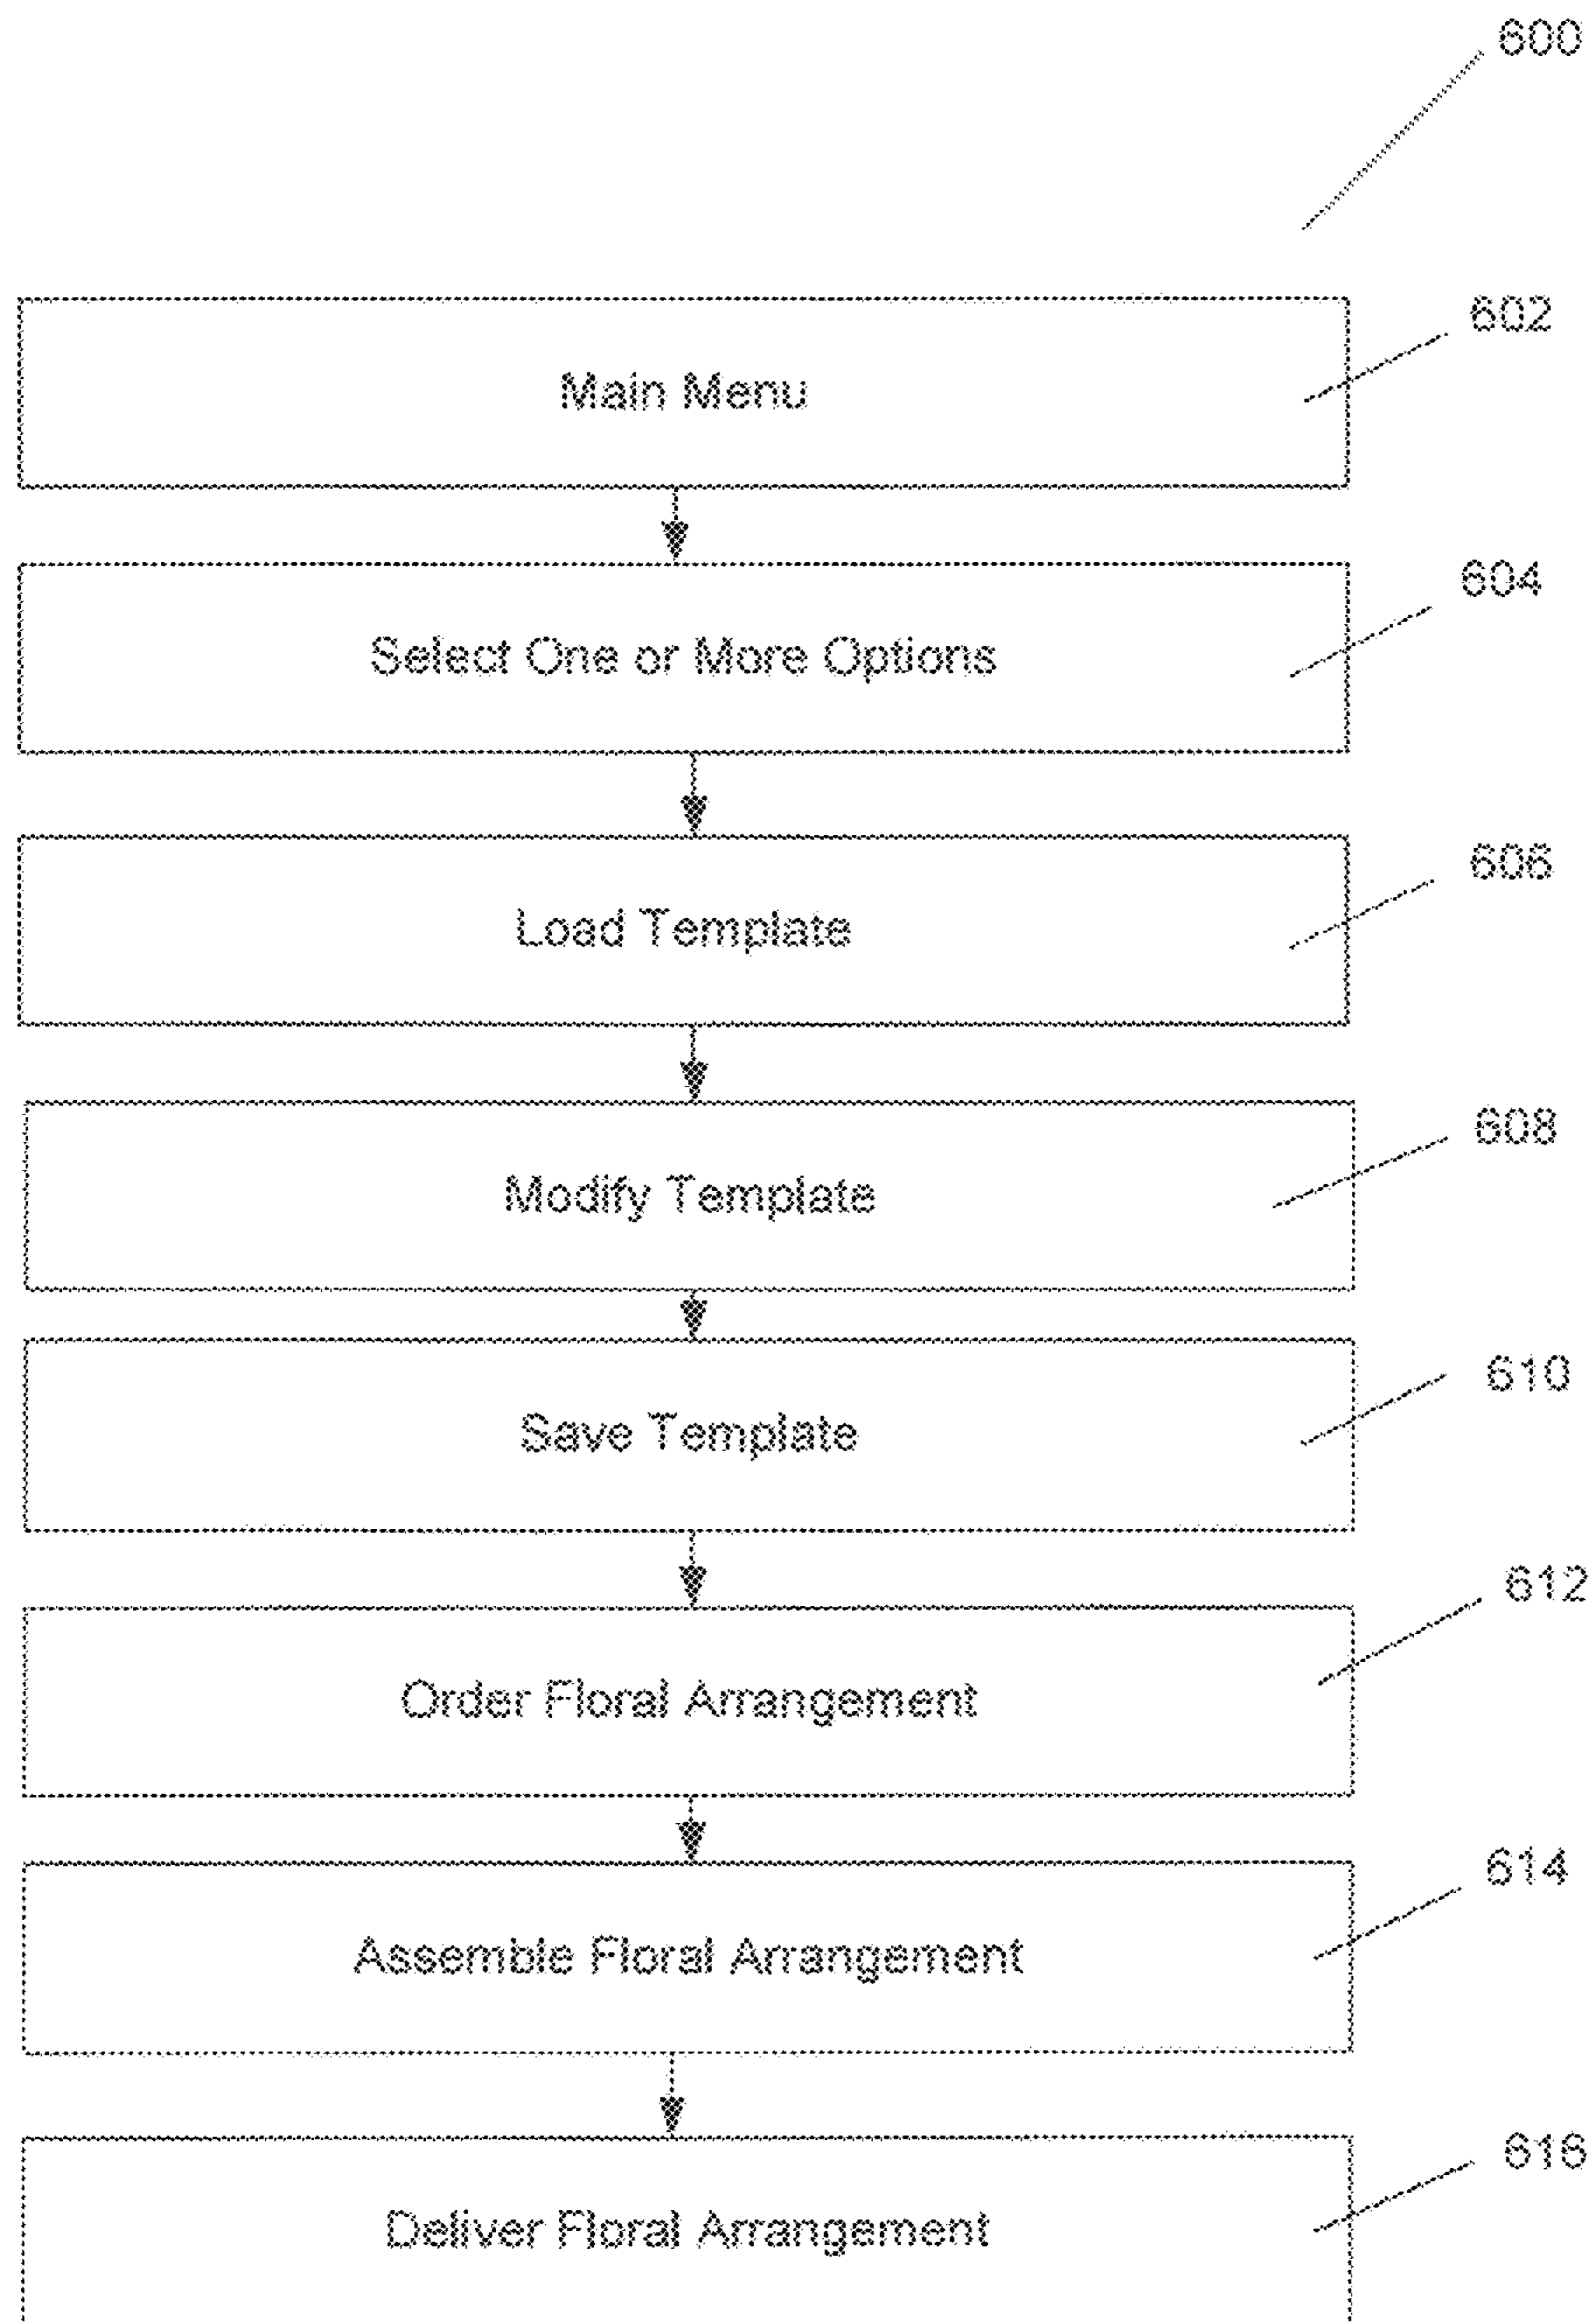 600
602
Main Menu
604
Select One or More Options
606
Load Template
608
Modify Template
610
Save Template
612
Order Floral Arrangement
614
Assemble Floral Arrangement
616
Deliver Floral Arrangement